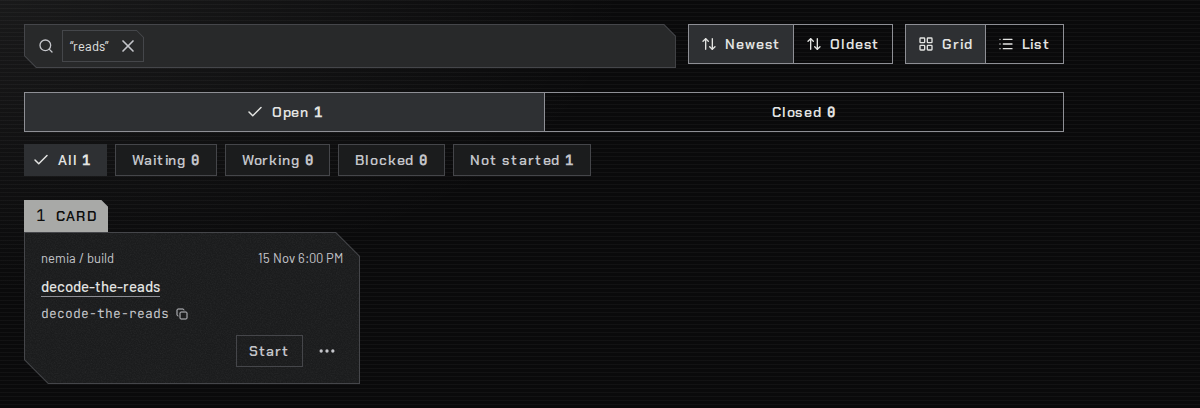 "reads"
Newest Oldest Grid List
Open 1 Closed 0
All 1 Waiting 0 Working 0 Blocked 0 Not started 1
1 CARD
nemia / build 15 Nov 6:00 PM
decode-the-reads
decode-the-reads
Start